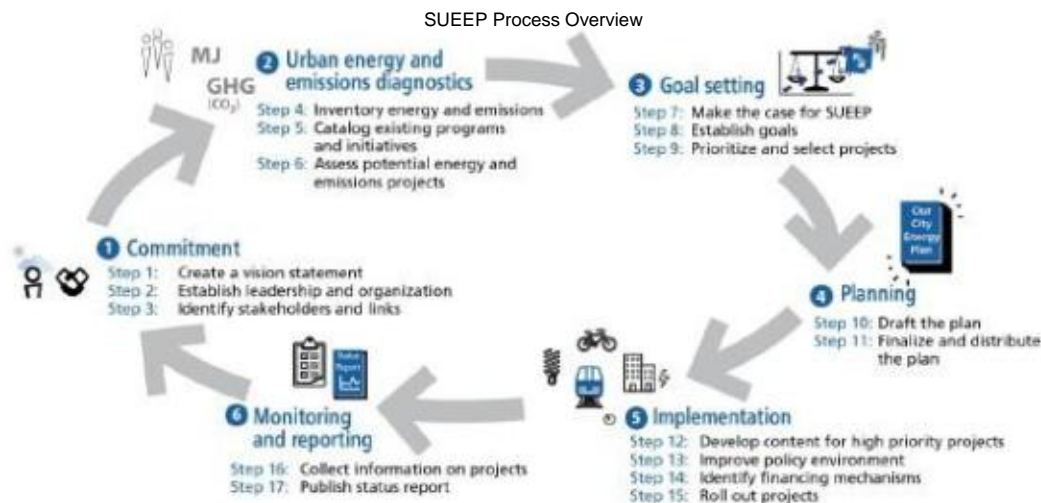 SUEEP Process Overview
MJ
GHG
(CO₂)
2 Urban energy and
emissions diagnostics
Step 4: Inventory energy and emissions
Step 5: Catalog existing programs
and initiatives
Step 6: Assess potential energy and
emissions projects
3 Goal setting
Step 7: Make the case for SUEEP
Step 8: Establish goals
Step 9: Prioritize and select projects
Our
City
Energy
Plan
4 Planning
Step 10: Draft the plan
Step 11: Finalize and distribute
the plan
1 Commitment
Step 1: Create a vision statement
Step 2: Establish leadership and organization
Step 3: Identify stakeholders and links
Status
Report
6 Monitoring
and reporting
Step 16: Collect information on projects
Step 17: Publish status report
5 Implementation
Step 12: Develop content for high priority projects
Step 13: Improve policy environment
Step 14: Identify financing mechanisms
Step 15: Roll out projects